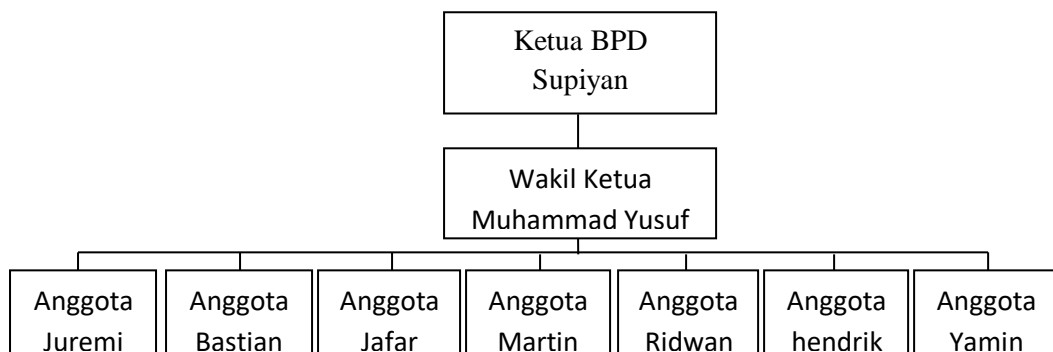 Ketua BPD
Supiyan
Wakil Ketua
Muhammad Yusuf
Anggota
Juremi
Anggota
Bastian
Anggota
Jafar
Anggota
Martin
Anggota
Ridwan
Anggota
hendrik
Anggota
Yamin